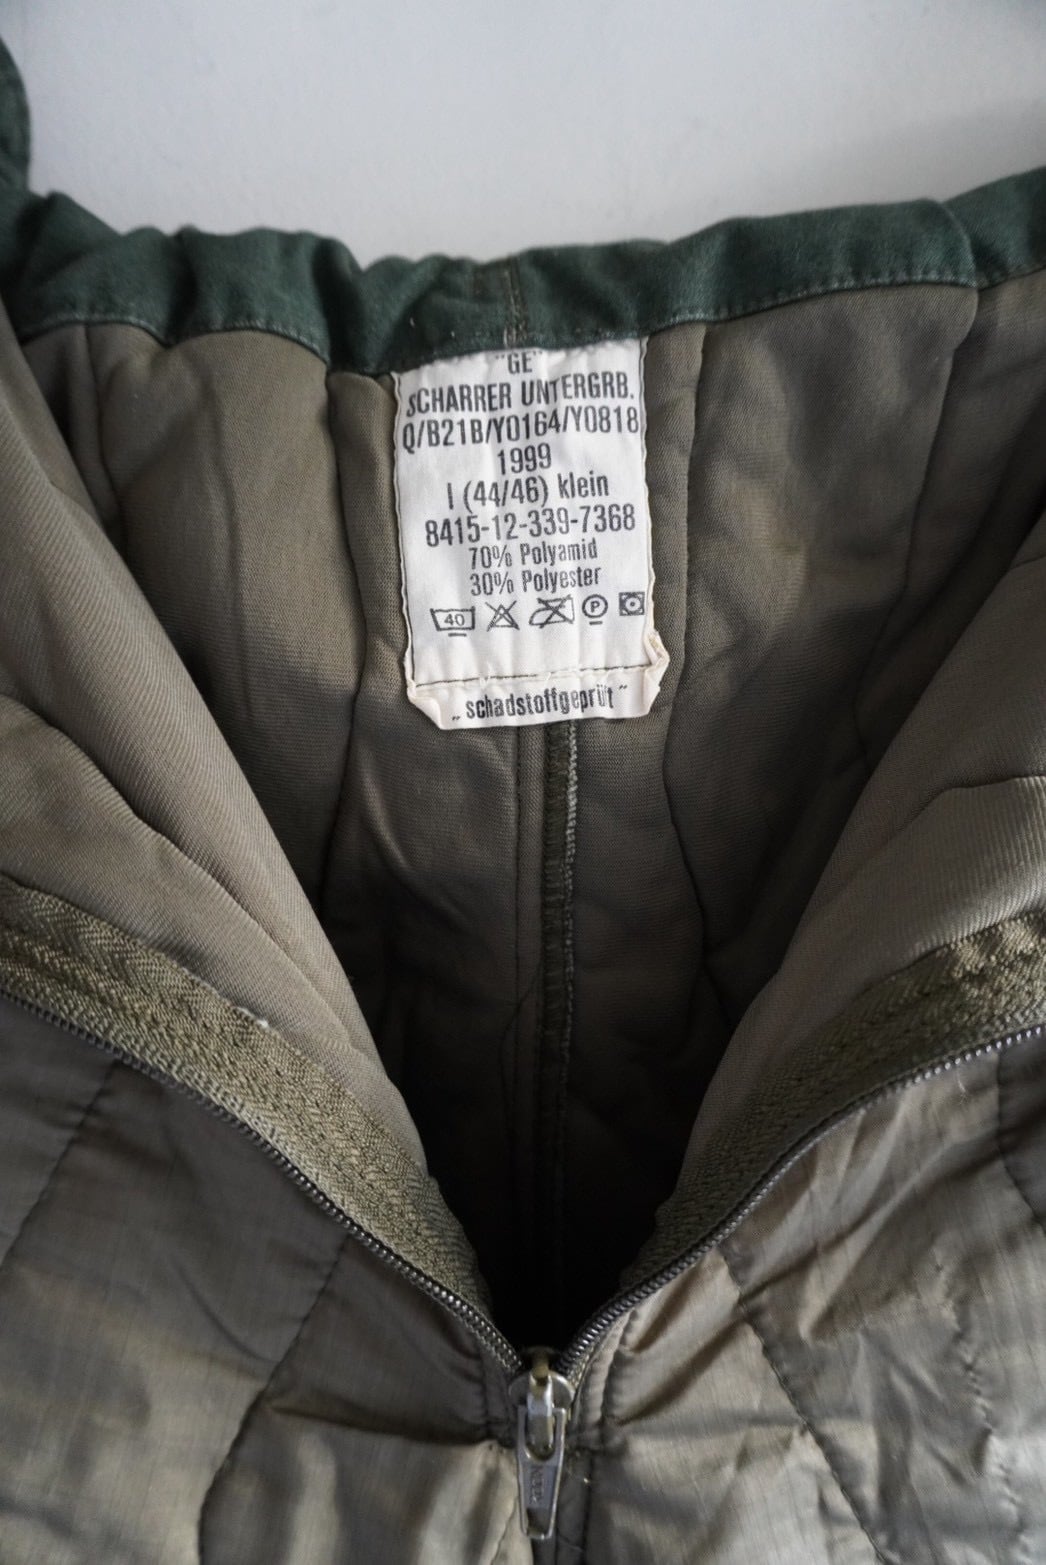 "GE"
SCHARRER UNTERGRB.
Q/B21B/Y0164/Y0818
1999
I (44/46) klein
8415-12-339-7368
70% Polyamid
30% Polyester
40 P
„schadstoffgeprüft"